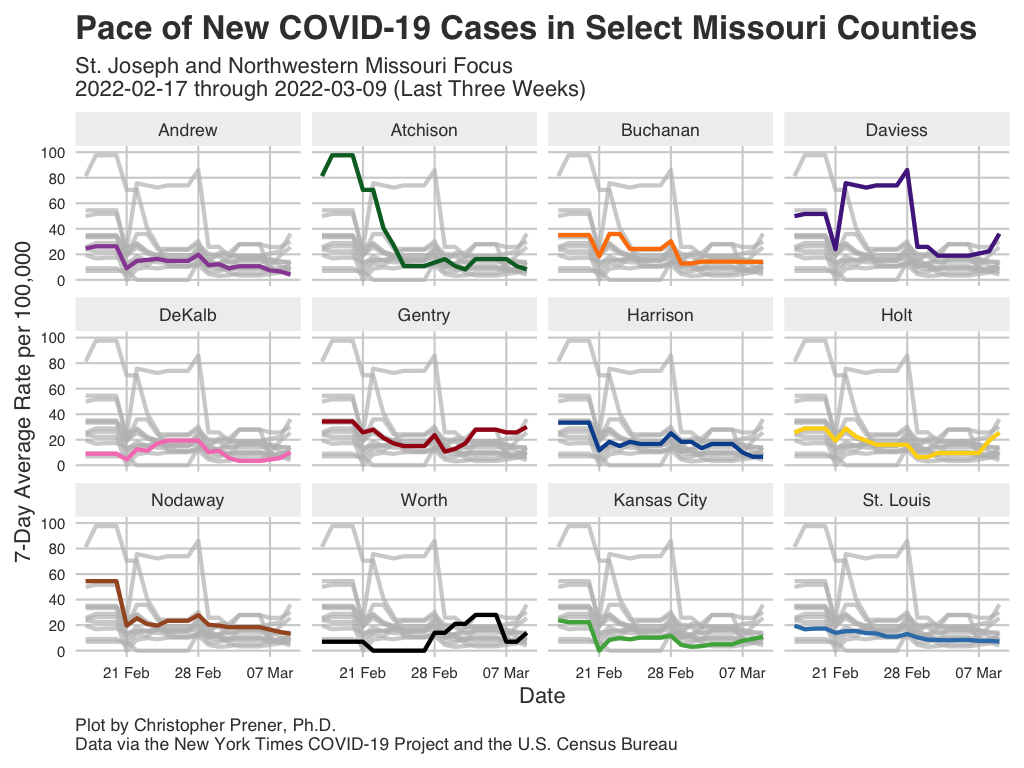 Pace of New COVID-19 Cases in Select Missouri Counties
St. Joseph and Northwestern Missouri Focus
2022-02-17 through 2022-03-09 (Last Three Weeks)
Andrew Atchison Buchanan Daviess
100
80
60
40
20
0
DeKalb Gentry Harrison Holt
100
80
60
40
20
0
Nodaway Worth Kansas City St. Louis
100
80
60
40
20
0
7-Day Average Rate per 100,000
21 Feb 28 Feb 07 Mar 21 Feb 28 Feb 07 Mar 21 Feb 28 Feb 07 Mar 21 Feb 28 Feb 07 Mar
Date
Plot by Christopher Prener, Ph.D.
Data via the New York Times COVID-19 Project and the U.S. Census Bureau